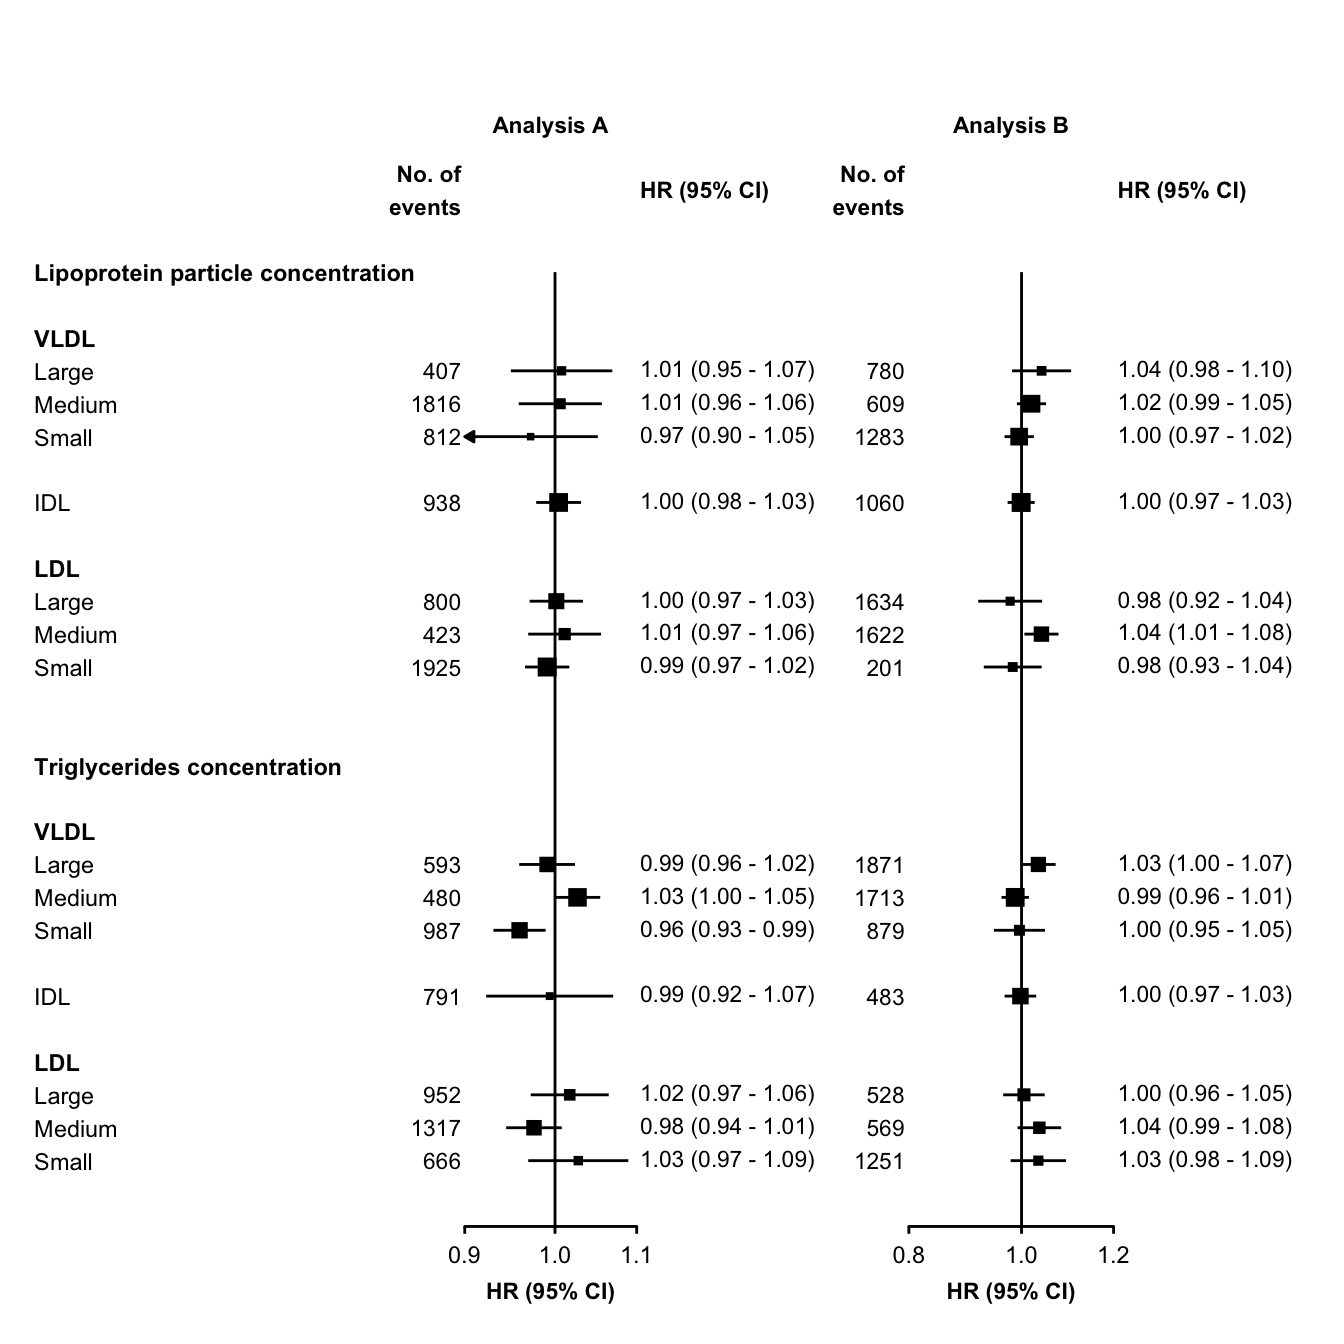 Analysis A Analysis B
No. of events HR (95% CI) No. of events HR (95% CI)
Lipoprotein particle concentration
VLDL
Large 407 1.01 (0.95 - 1.07) 780 1.04 (0.98 - 1.10)
Medium 1816 1.01 (0.96 - 1.06) 609 1.02 (0.99 - 1.05)
Small 812 0.97 (0.90 - 1.05) 1283 1.00 (0.97 - 1.02)
IDL 938 1.00 (0.98 - 1.03) 1060 1.00 (0.97 - 1.03)
LDL
Large 800 1.00 (0.97 - 1.03) 1634 0.98 (0.92 - 1.04)
Medium 423 1.01 (0.97 - 1.06) 1622 1.04 (1.01 - 1.08)
Small 1925 0.99 (0.97 - 1.02) 201 0.98 (0.93 - 1.04)
Triglycerides concentration
VLDL
Large 593 0.99 (0.96 - 1.02) 1871 1.03 (1.00 - 1.07)
Medium 480 1.03 (1.00 - 1.05) 1713 0.99 (0.96 - 1.01)
Small 987 0.96 (0.93 - 0.99) 879 1.00 (0.95 - 1.05)
IDL 791 0.99 (0.92 - 1.07) 483 1.00 (0.97 - 1.03)
LDL
Large 952 1.02 (0.97 - 1.06) 528 1.00 (0.96 - 1.05)
Medium 1317 0.98 (0.94 - 1.01) 569 1.04 (0.99 - 1.08)
Small 666 1.03 (0.97 - 1.09) 1251 1.03 (0.98 - 1.09)
0.9 1.0 1.1 0.8 1.0 1.2
HR (95% CI) HR (95% CI)